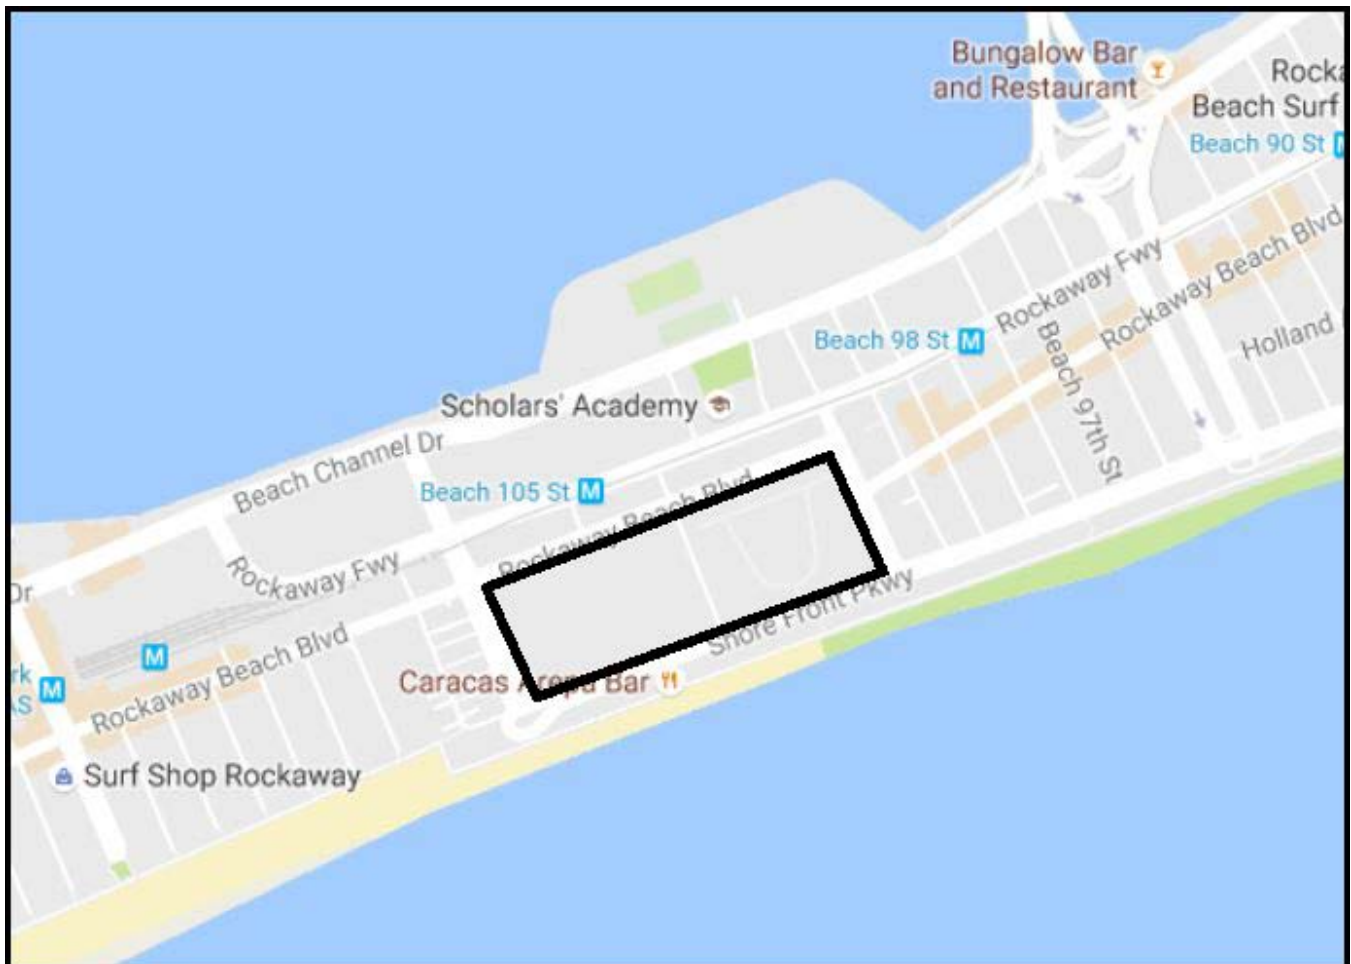 Bungalow Bar
and Restaurant
Beach Surf
Beach 90 St M
Rockaway Fwy
Rockaway Beach Blvd
Beach 98 St M
Holland
Beach 97th St
Scholars' Academy
Beach Channel Dr
Beach 105 St M
Rockaway Beach Blvd
Rockaway Fwy
Dr
Shore Front Pkwy
M
Rockaway Beach Blvd
Caracas Arepa Bar
M
Surf Shop Rockaway